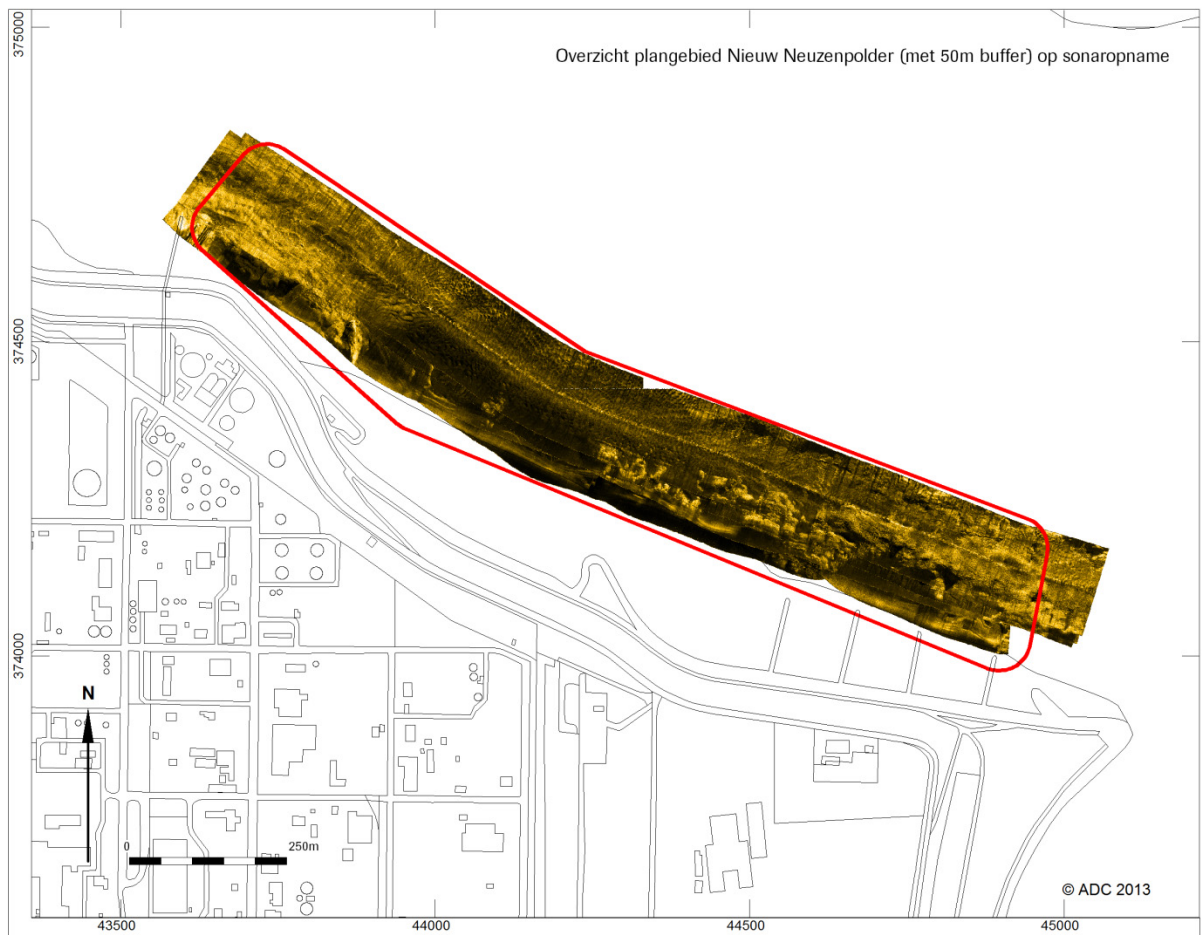 Overzicht plangebied Nieuw Neuzenpolder (met 50m buffer) op sonaropname
375000
374500
374000
N
0 250m
© ADC 2013
43500 44000 44500 45000